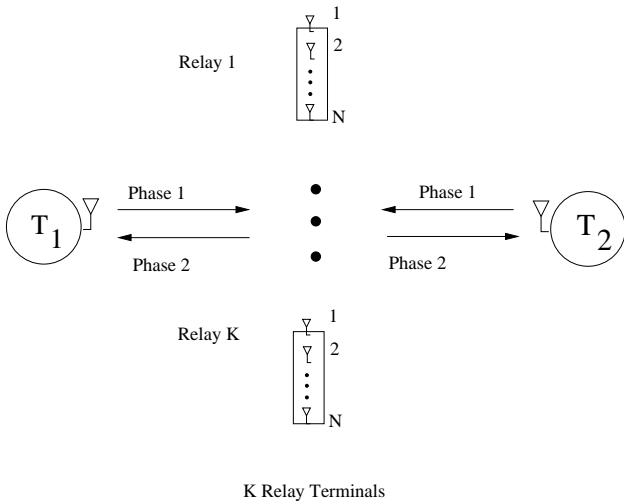 1
Relay 1
2
N
Phase 1
Phase 1
T1
T2
Phase 2
Phase 2
1
Relay K
2
N
K Relay Terminals